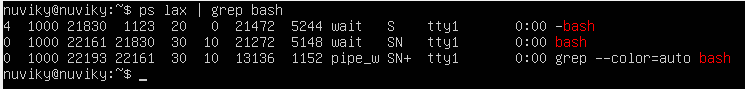 nuviky@nuviky:~$ ps lax | grep bash
4  1000 21830  1123  20   0  21472  5244 wait   S    tty1       0:00 -bash
0  1000 22161 21830  30  10  21272  5148 wait   SN   tty1       0:00 bash
0  1000 22193 22161  30  10  13136  1152 pipe_w SN+  tty1       0:00 grep --color=auto bash
nuviky@nuviky:~$ _